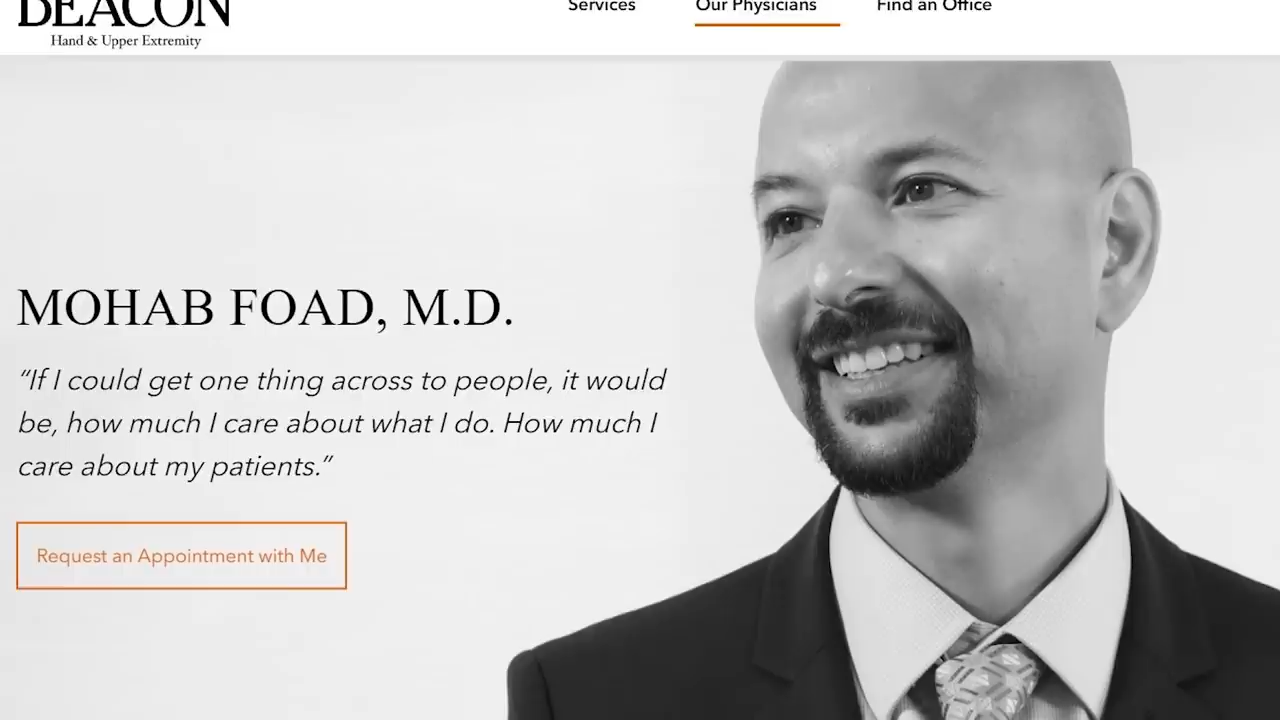 BEACON
Hand & Upper Extremity
Services
Our Physicians
Find an Office
MOHAB FOAD, M.D.
“If I could get one thing across to people, it would
be, how much I care about what I do. How much I
care about my patients.”
Request an Appointment with Me